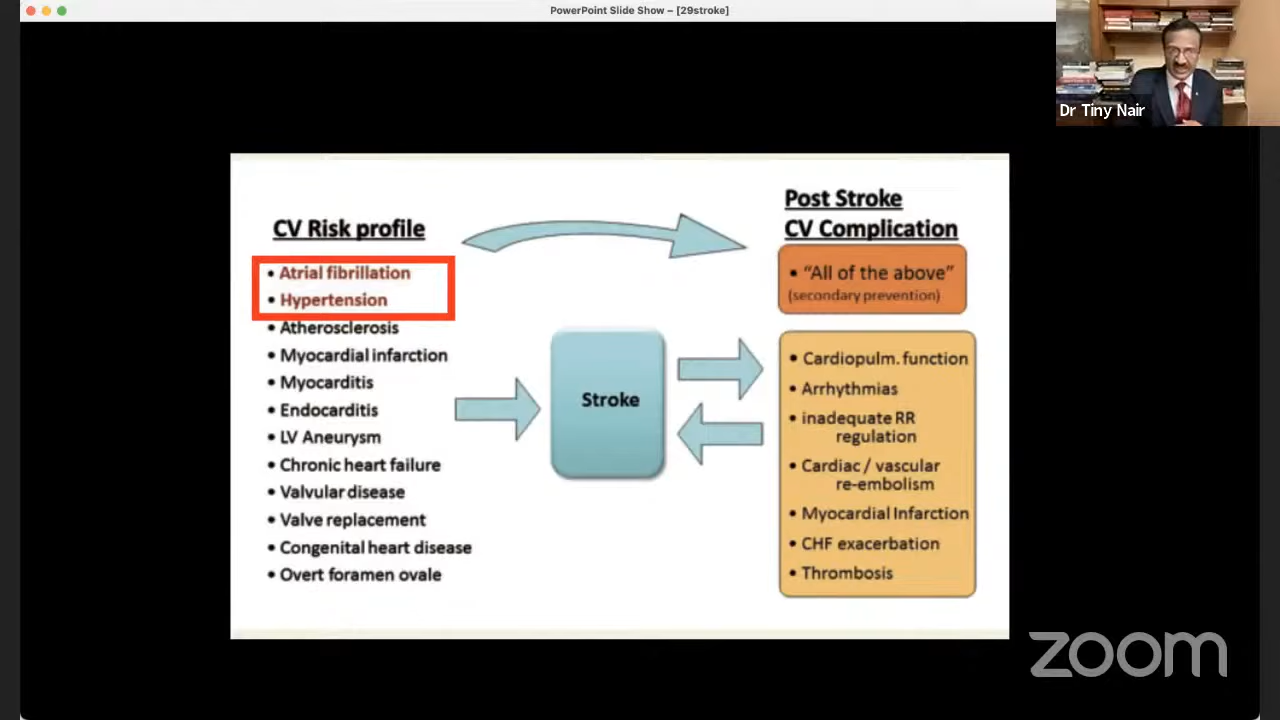 PowerPoint Slide Show – [29stroke]
Dr Tiny Nair
CV Risk profile
• Atrial fibrillation
• Hypertension
• Atherosclerosis
• Myocardial infarction
• Myocarditis
• Endocarditis
• LV Aneurysm
• Chronic heart failure
• Valvular disease
• Valve replacement
• Congenital heart disease
• Overt foramen ovale
Stroke
Post Stroke
CV Complication
• “All of the above”
(secondary prevention)
• Cardiopulm. function
• Arrhythmias
• inadequate RR
regulation
• Cardiac / vascular
re-embolism
• Myocardial Infarction
• CHF exacerbation
• Thrombosis
zoom